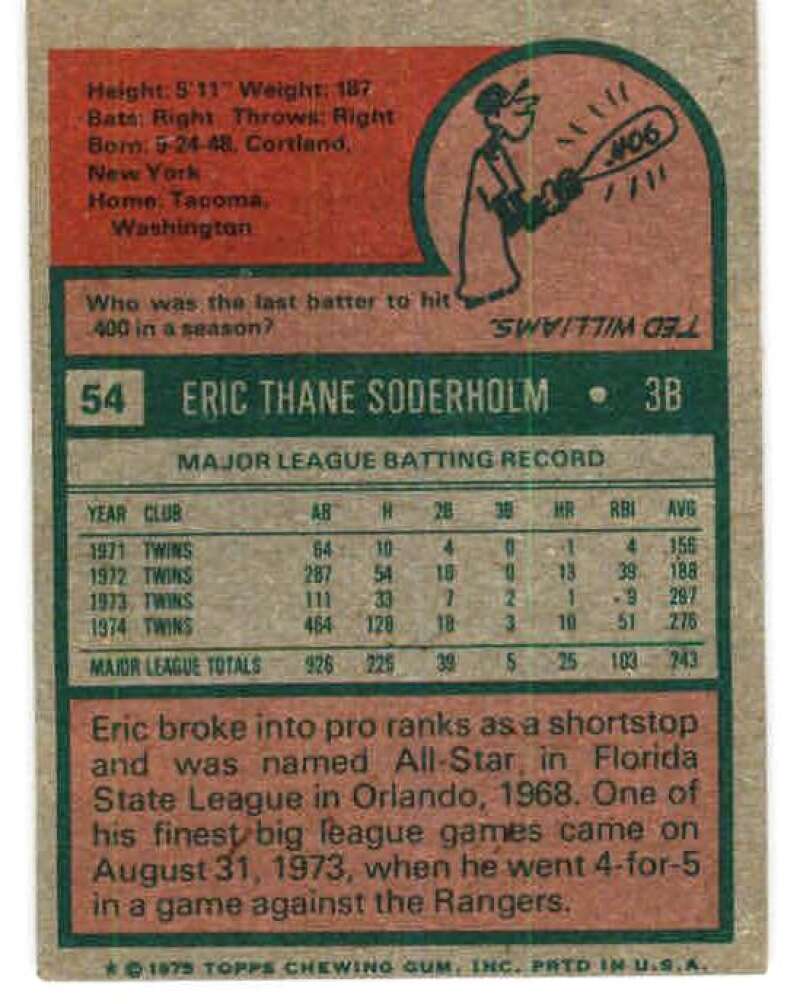 Height: 5'11" Weight: 187
Bats: Right Throws: Right
Born: 9-24-48, Cortland,
New York
Home: Tacoma,
Washington
.406
Who was the last batter to hit
.400 in a season?
TED WILLIAMS.
54 ERIC THANE SODERHOLM • 3B
MAJOR LEAGUE BATTING RECORD
YEAR CLUB AB H 2B 3B HR RBI AVG
1971 TWINS 64 10 4 0 1 4 .156
1972 TWINS 287 54 10 0 13 39 .188
1973 TWINS 111 33 7 2 1 9 .297
1974 TWINS 464 128 18 3 10 51 .276
MAJOR LEAGUE TOTALS 926 225 39 5 25 103 .243
Eric broke into pro ranks as a shortstop
and was named All-Star in Florida
State League in Orlando, 1968. One of
his finest big league games came on
August 31, 1973, when he went 4-for-5
in a game against the Rangers.
★ © 1975 TOPPS CHEWING GUM, INC. PRTD IN U.S.A.